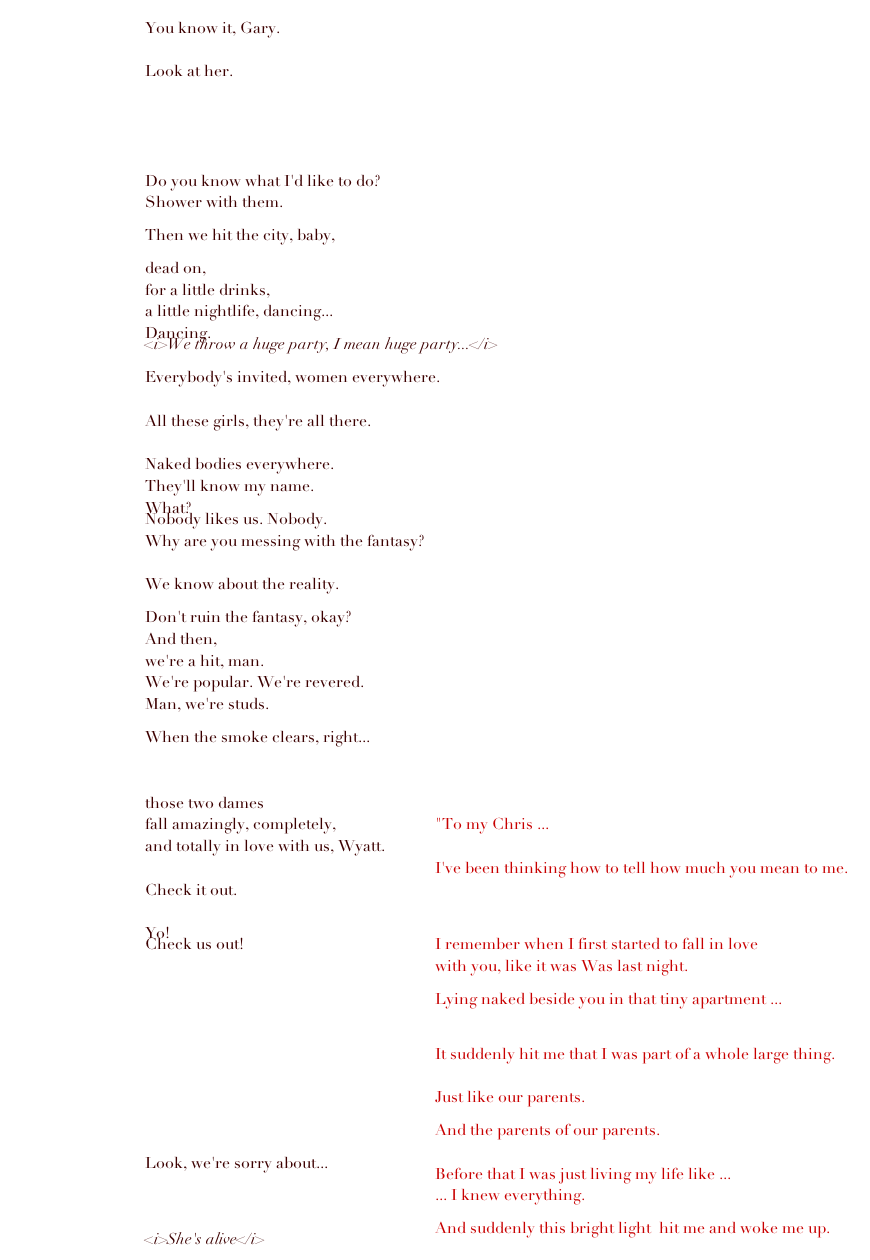 You know it, Gary.
Look at her.
Do you know what I'd like to do?
Shower with them.
Then we hit the city, baby,
dead on,
for a little drinks,
a little nightlife, dancing...
Dancing.
<i>We throw a huge party, I mean huge party...</i>
Everybody's invited, women everywhere.
All these girls, they're all there.
Naked bodies everywhere.
They'll know my name.
What?
Nobody likes us. Nobody.
Why are you messing with the fantasy?
We know about the reality.
Don't ruin the fantasy, okay?
And then,
we're a hit, man.
We're popular. We're revered.
Man, we're studs.
When the smoke clears, right...
those two dames
fall amazingly, completely,
and totally in love with us, Wyatt.
Check it out.
Yo!
Check us out!
Look, we're sorry about...
<i>She's alive</i>
"To my Chris ...
I've been thinking how to tell how much you mean to me.
I remember when I first started to fall in love
with you, like it was Was last night.
Lying naked beside you in that tiny apartment ...
It suddenly hit me that I was part of a whole large thing.
Just like our parents.
And the parents of our parents.
Before that I was just living my life like ...
... I knew everything.
And suddenly this bright light  hit me and woke me up.